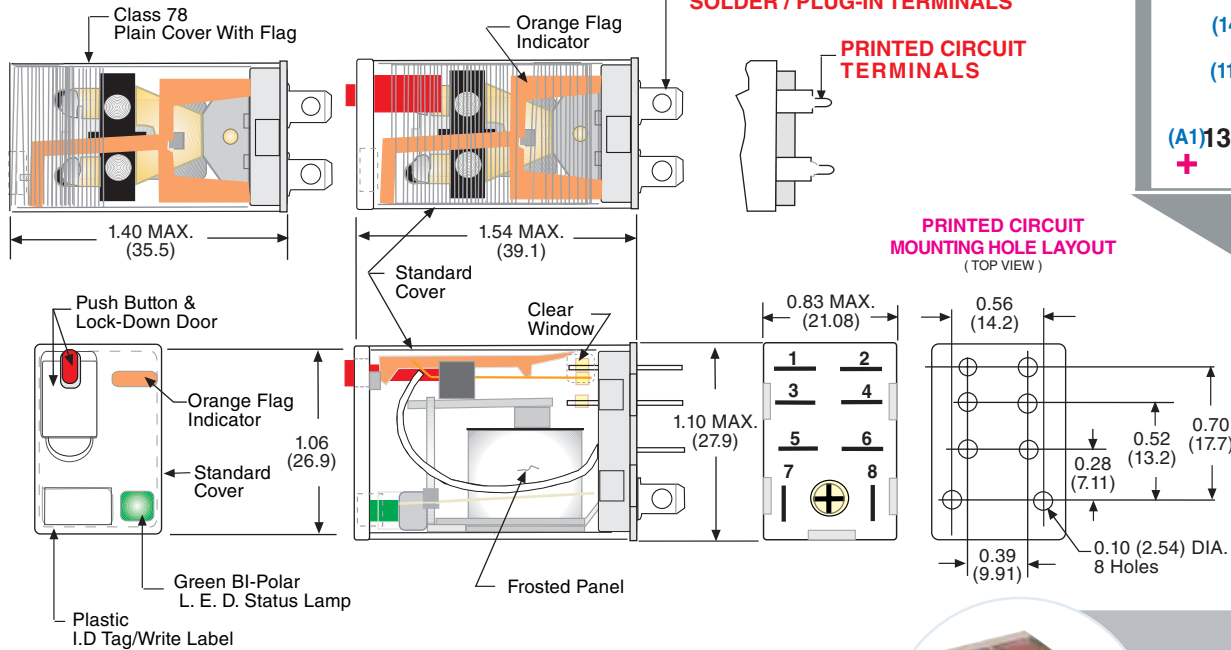 Class 78
Plain Cover With Flag
Orange Flag
Indicator
SOLDER / PLUG-IN TERMINALS
PRINTED CIRCUIT
TERMINALS
(A1)13
+
1.40 MAX.
(35.5)
1.54 MAX.
(39.1)
Standard
Cover
PRINTED CIRCUIT
MOUNTING HOLE LAYOUT
( TOP VIEW )
Push Button &
Lock-Down Door
Orange Flag
Indicator
Standard
Cover
1.06
(26.9)
Green BI-Polar
L. E. D. Status Lamp
Plastic
I.D Tag/Write Label
Clear
Window
Frosted Panel
1.10 MAX.
(27.9)
0.83 MAX.
(21.08)
1 2
3 4
5 6
7 8
0.56
(14.2)
0.70
(17.7)
0.52
(13.2)
0.28
(7.11)
0.39
(9.91)
0.10 (2.54) DIA.
8 Holes